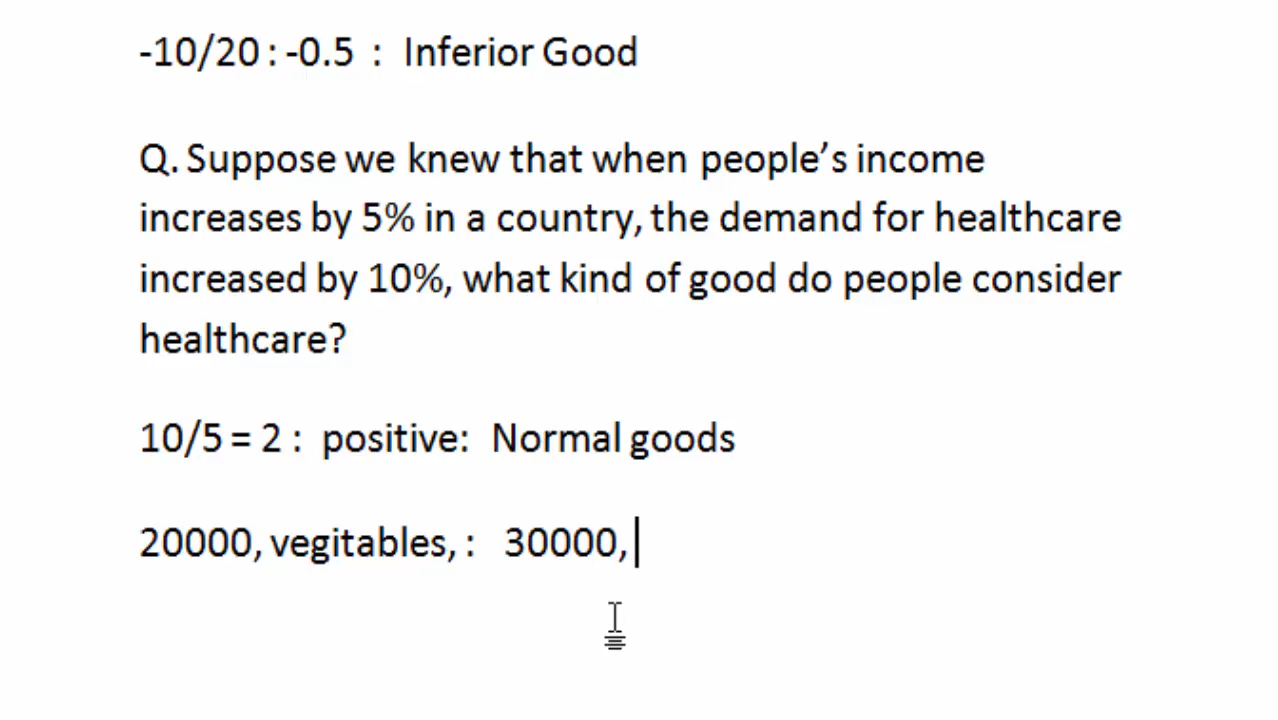 -10/20 : -0.5  :  Inferior Good
Q. Suppose we knew that when people’s income
increases by 5% in a country, the demand for healthcare
increased by 10%, what kind of good do people consider
healthcare?
10/5 = 2 :  positive:  Normal goods
20000, vegitables, :  30000,